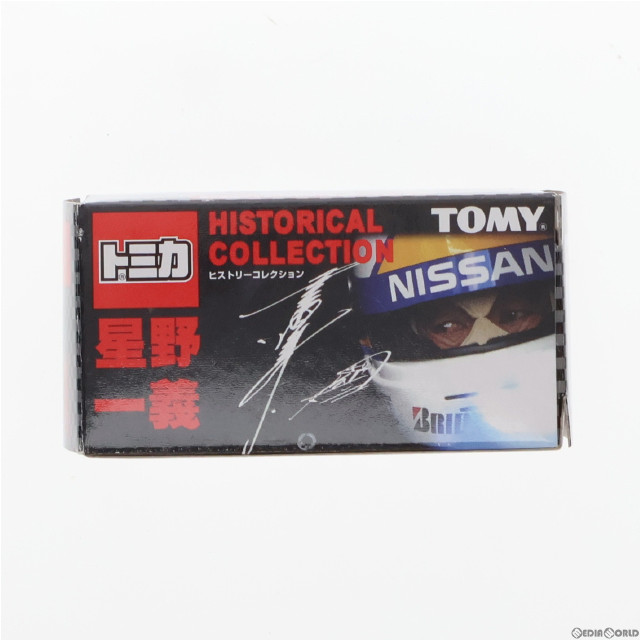 トミカ
HISTORICAL
COLLECTION
ヒストリーコレクション
TOMY
NISSAN
星野
一義
MEDIAWORLD